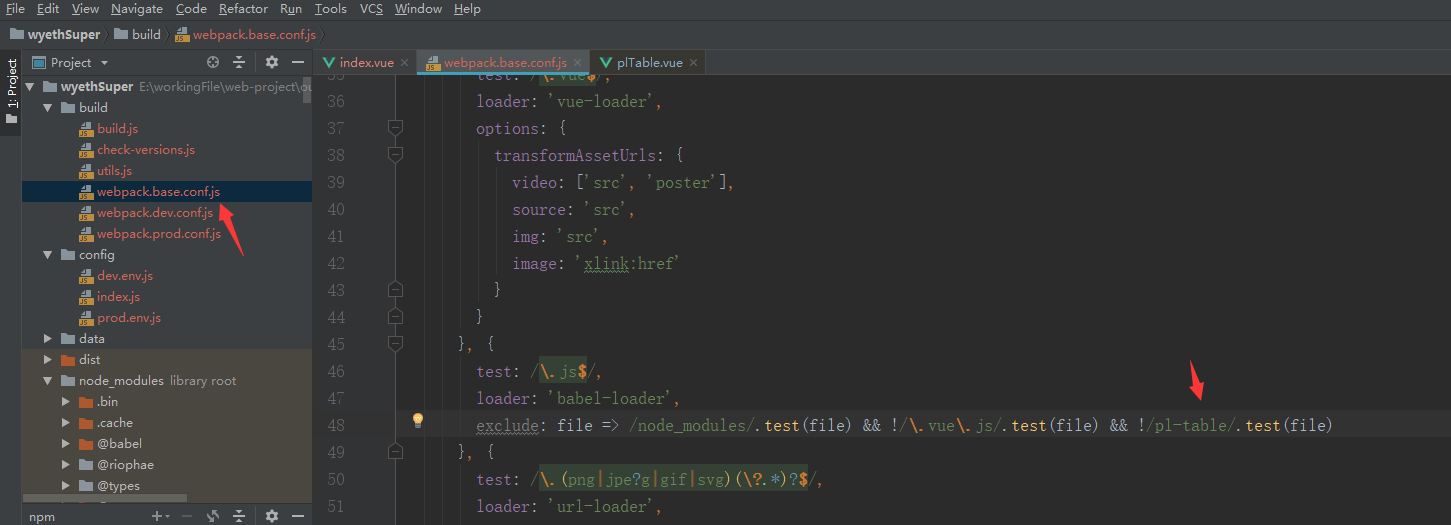 File Edit View Navigate Code Refactor Run Tools VCS Window Help
wyethSuper build webpack.base.conf.js
1: Project
Project
wyethSuper E:\workingFile\web-project\ou
build
build.js
check-versions.js
utils.js
webpack.base.conf.js
webpack.dev.conf.js
webpack.prod.conf.js
config
dev.env.js
index.js
prod.env.js
data
dist
node_modules library root
.bin
.cache
@babel
@riophae
@types
npm
index.vue webpack.base.conf.js plTable.vue
35 test: /\.vue$/,
36 loader: 'vue-loader',
37 options: {
38 transformAssetUrls: {
39 video: ['src', 'poster'],
40 source: 'src',
41 img: 'src',
42 image: 'xlink:href'
43 }
44 }
45 }, {
46 test: /\.js$/,
47 loader: 'babel-loader',
48 exclude: file => /node_modules/.test(file) && !/\.vue\.js/.test(file) && !/pl-table/.test(file)
49 }, {
50 test: /\.(png|jpe?g|gif|svg)(\?.*)?$/,
51 loader: 'url-loader',